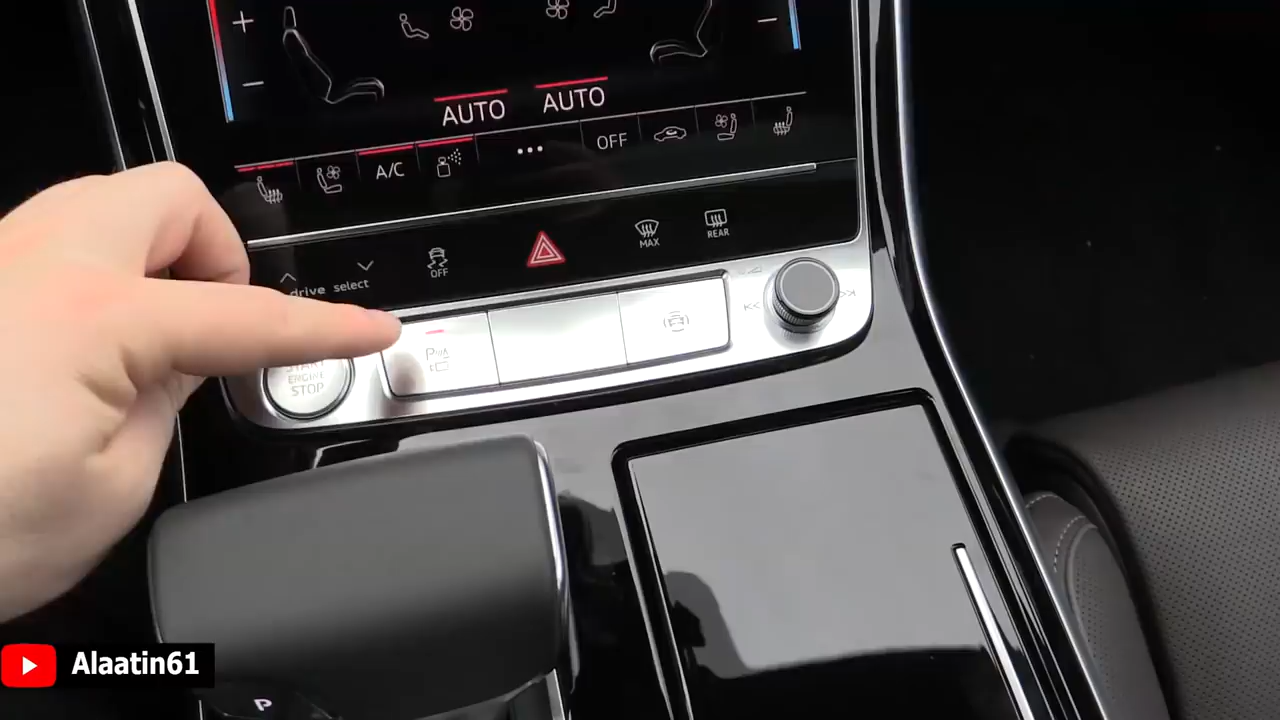 AUTO AUTO
A/C ••• OFF
MAX REAR
OFF
drive select
START
ENGINE
STOP
P
P
Alaatin61